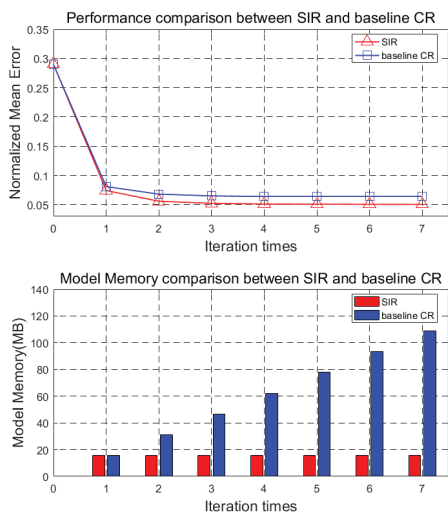 Performance comparison between SIR and baseline CR
0.35
0.3
0.25
0.2
0.15
0.1
0.05
Normalized Mean Error
SIR
baseline CR
0 1 2 3 4 5 6 7
Iteration times
Model Memory comparison between SIR and baseline CR
140
120
100
80
60
40
20
0
Model Memory(MB)
SIR
baseline CR
0 1 2 3 4 5 6 7
Iteration times